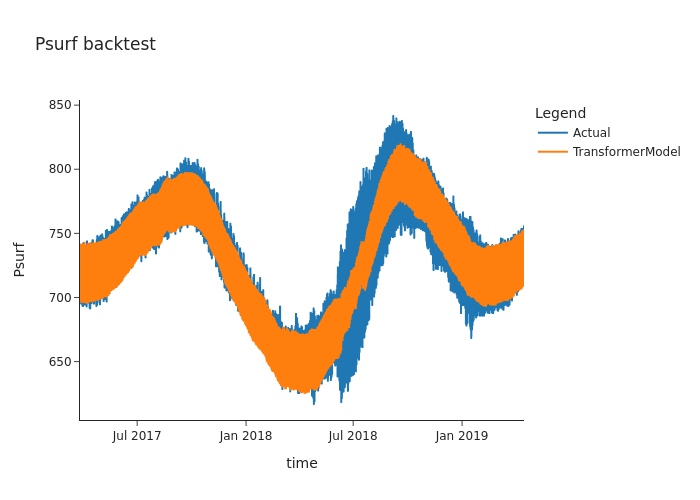 Psurf backtest
Legend
Actual
TransformerModel
850
800
750
700
650
Psurf
Jul 2017
Jan 2018
Jul 2018
Jan 2019
time